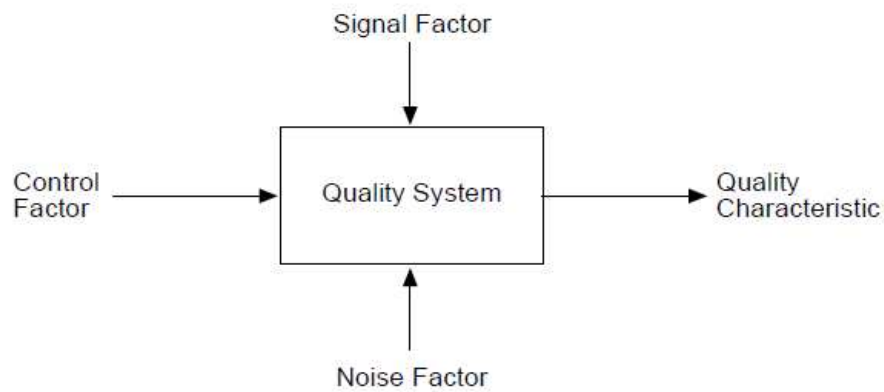 Signal Factor
Control
Factor
Quality System
Quality
Characteristic
Noise Factor